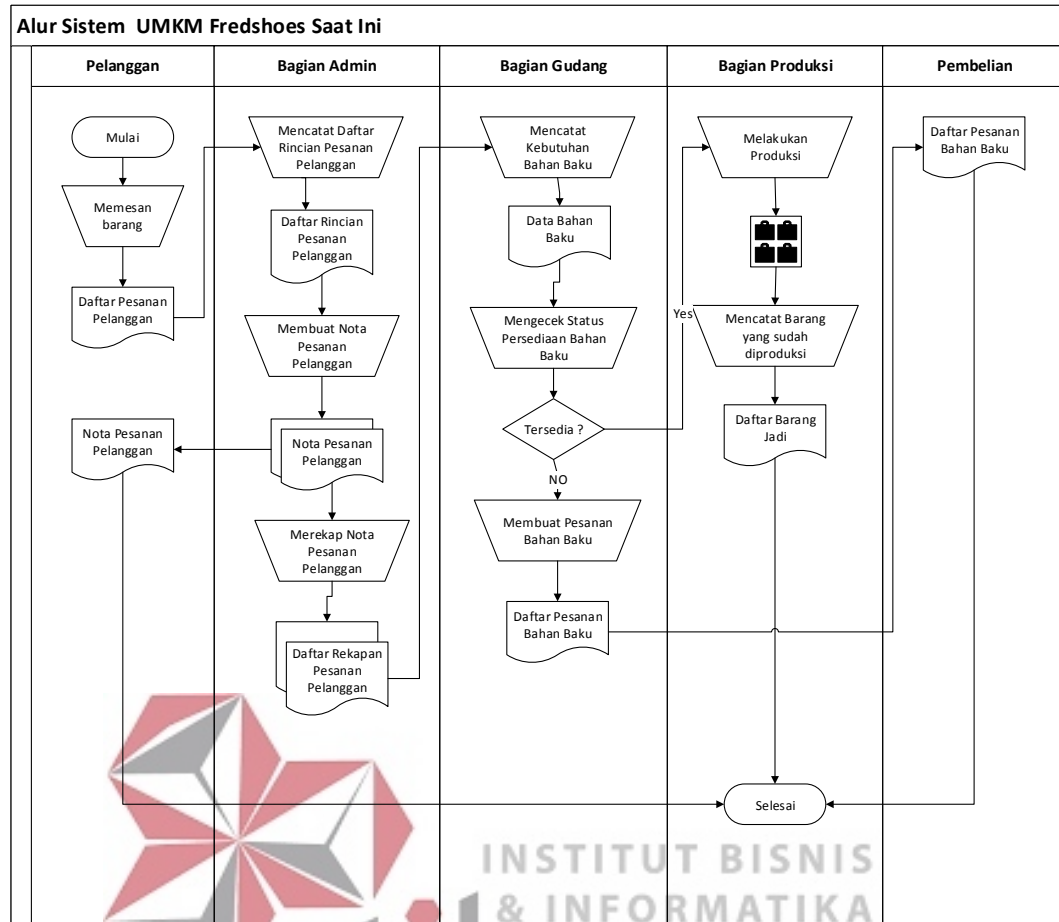 Alur Sistem UMKM Fredshoes Saat Ini
Pelanggan
Bagian Admin
Bagian Gudang
Bagian Produksi
Pembelian
Mulai
Memesan
barang
Daftar Pesanan
Pelanggan
Nota Pesanan
Pelanggan
Mencatat Daftar
Rincian Pesanan
Pelanggan
Daftar Rincian
Pesanan
Pelanggan
Membuat Nota
Pesanan
Pelanggan
Nota Pesanan
Pelanggan
Merekap Nota
Pesanan
Pelanggan
Daftar Rekapan
Pesanan
Pelanggan
Mencatat
Kebutuhan
Bahan Baku
Data Bahan
Baku
Mengecek Status
Persediaan Bahan
Baku
Tersedia ?
Yes
NO
Membuat Pesanan
Bahan Baku
Daftar Pesanan
Bahan Baku
Melakukan
Produksi
Mencatat Barang
yang sudah
diproduksi
Daftar Barang
Jadi
Selesai
Daftar Pesanan
Bahan Baku
INSTITUT BISNIS
& INFORMATIKA